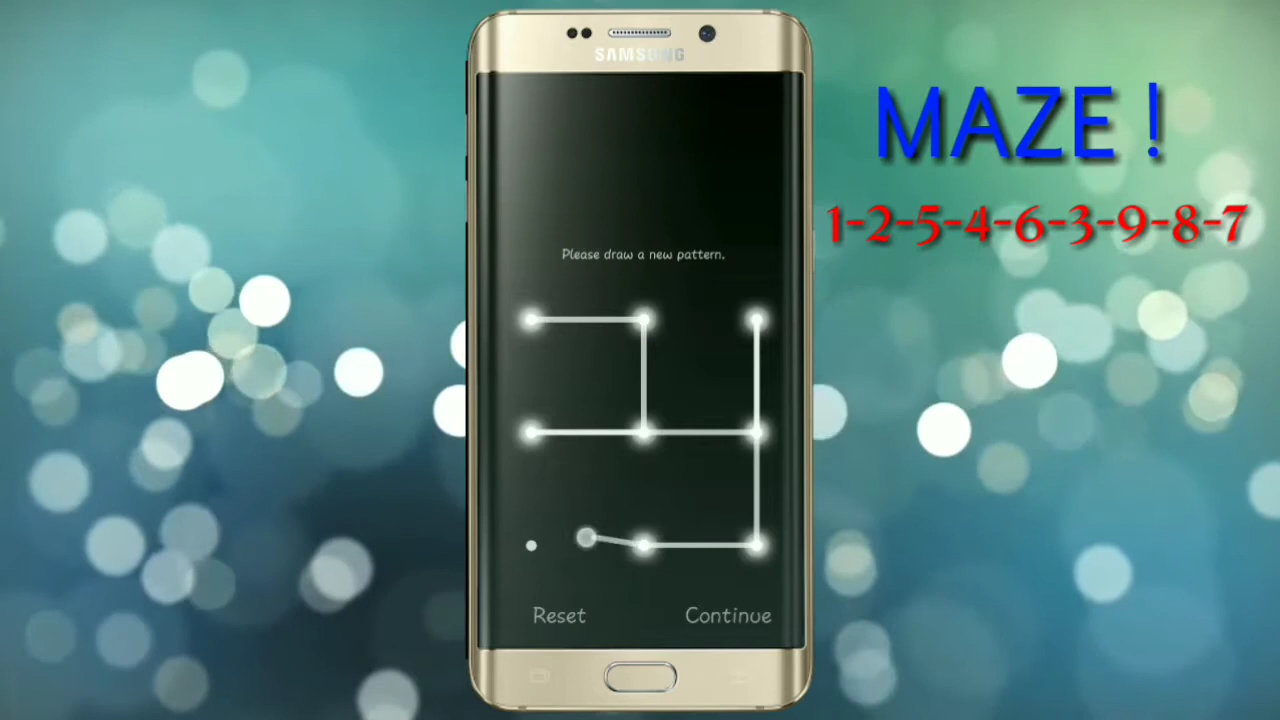 SAMSUNG
MAZE !
1-2-5-4-6-3-9-8-7
Please draw a new pattern.
Reset
Continue